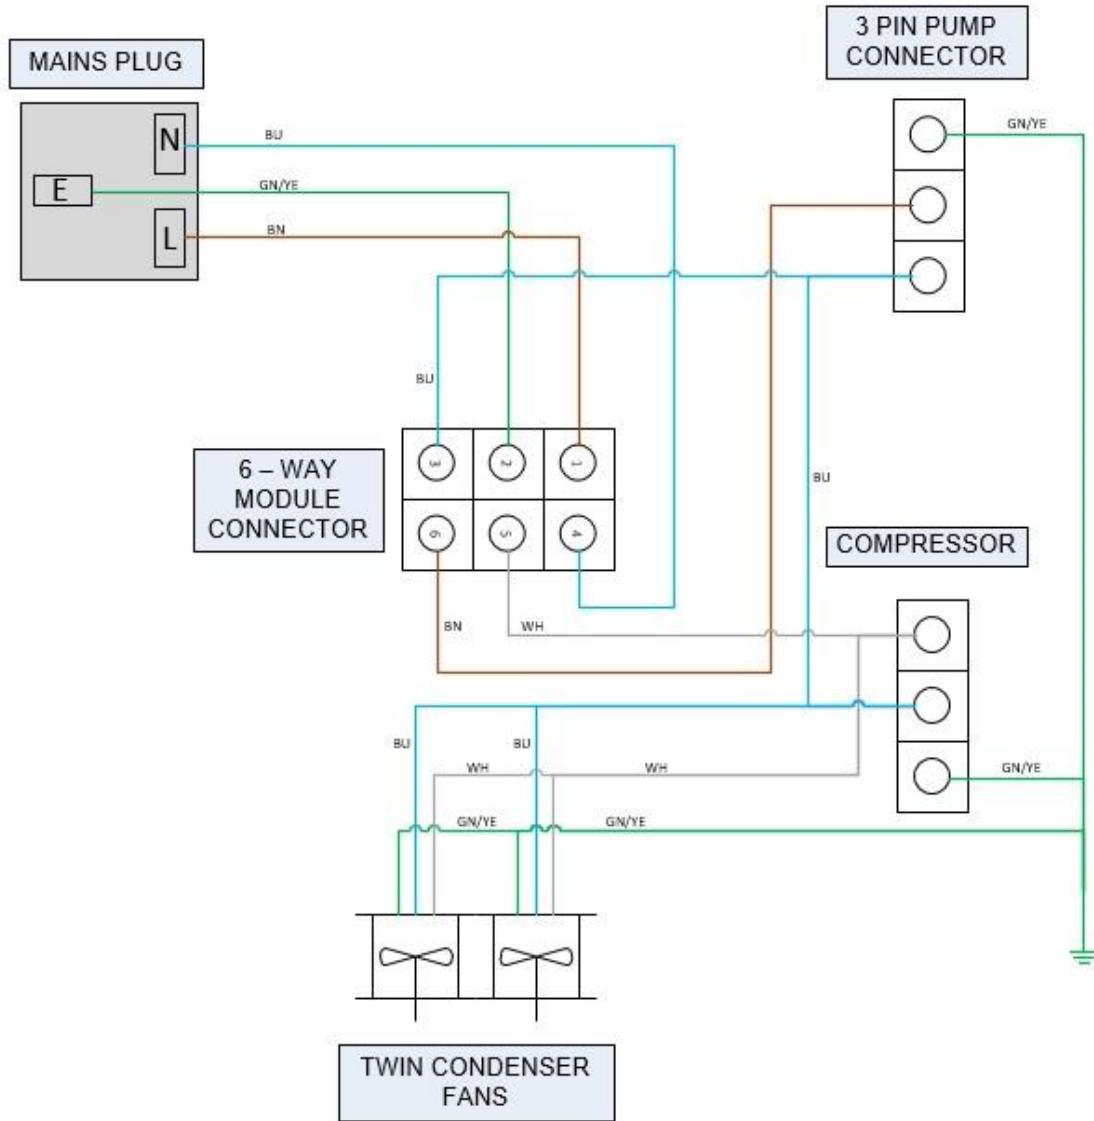 3 PIN PUMP
CONNECTOR
MAINS PLUG
N
BU
GN/YE
E
GN/YE
L
BN
BU
6 – WAY
MODULE
CONNECTOR
3
2
1
6
5
4
BU
COMPRESSOR
BN
WH
BU
BU
WH
WH
GN/YE
GN/YE
GN/YE
TWIN CONDENSER
FANS